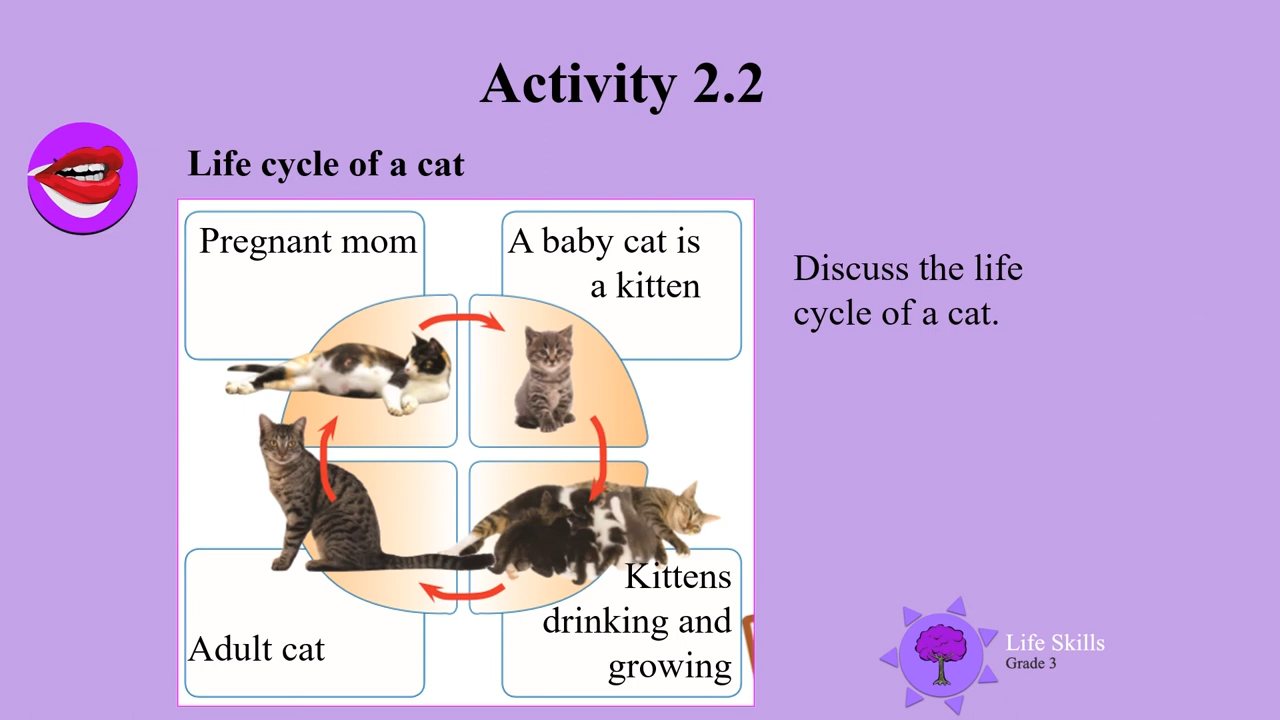 Activity 2.2
Life cycle of a cat
Pregnant mom
A baby cat is
a kitten
Discuss the life
cycle of a cat.
Adult cat
Kittens
drinking and
growing
Life Skills
Grade 3